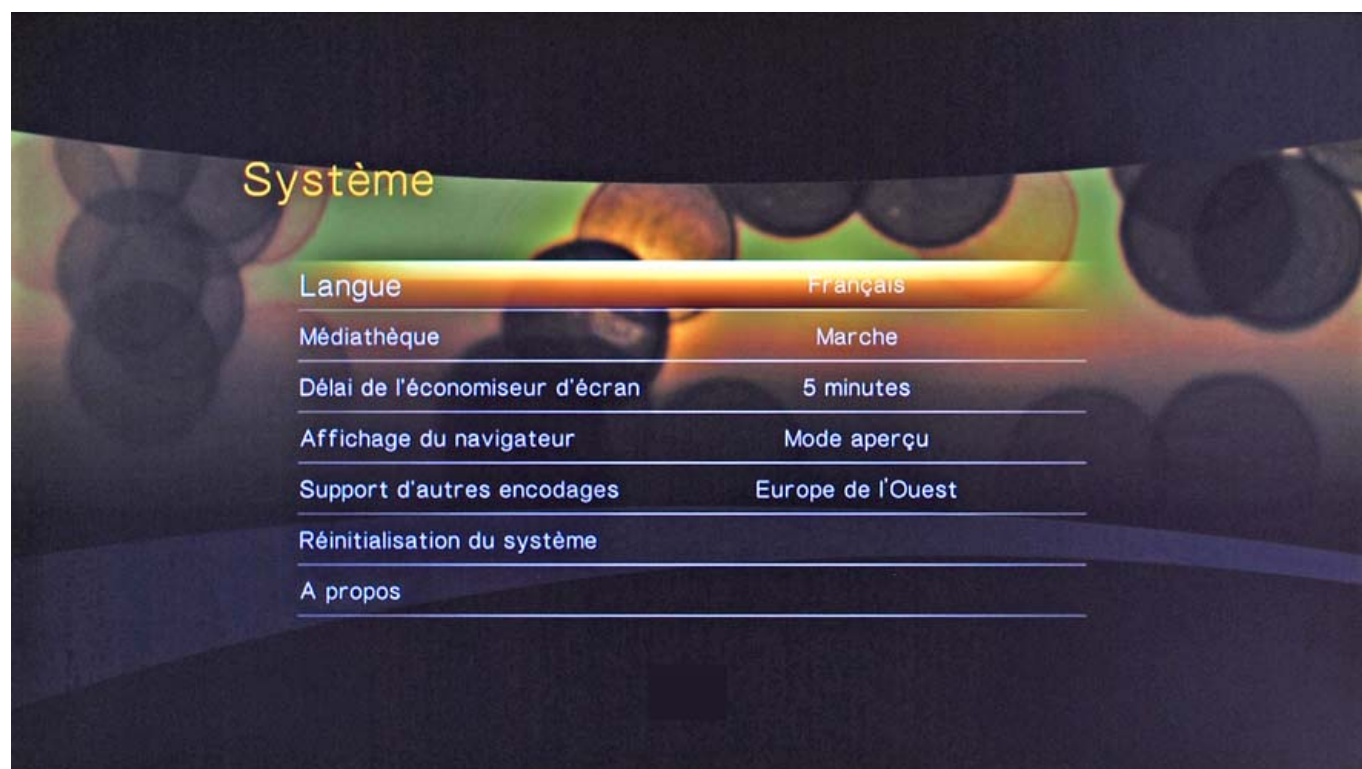 Système
Langue Français
Médiathèque Marche
Délai de l'économiseur d'écran 5 minutes
Affichage du navigateur Mode aperçu
Support d'autres encodages Europe de l'Ouest
Réinitialisation du système
A propos